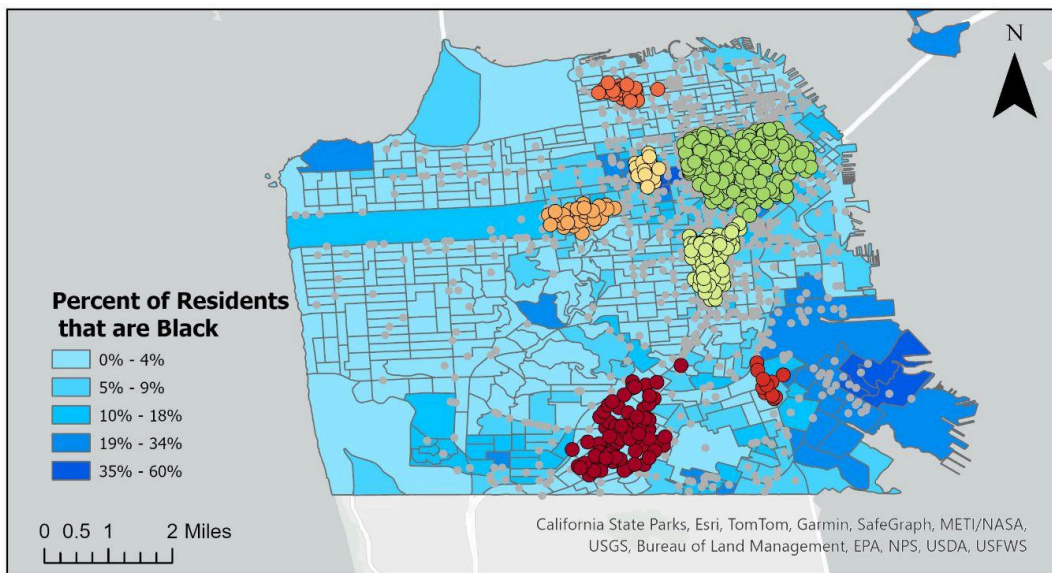 N
Percent of Residents
that are Black
0% - 4%
5% - 9%
10% - 18%
19% - 34%
35% - 60%
0 0.5 1 2 Miles
California State Parks, Esri, TomTom, Garmin, SafeGraph, METI/NASA,
USGS, Bureau of Land Management, EPA, NPS, USDA, USFWS